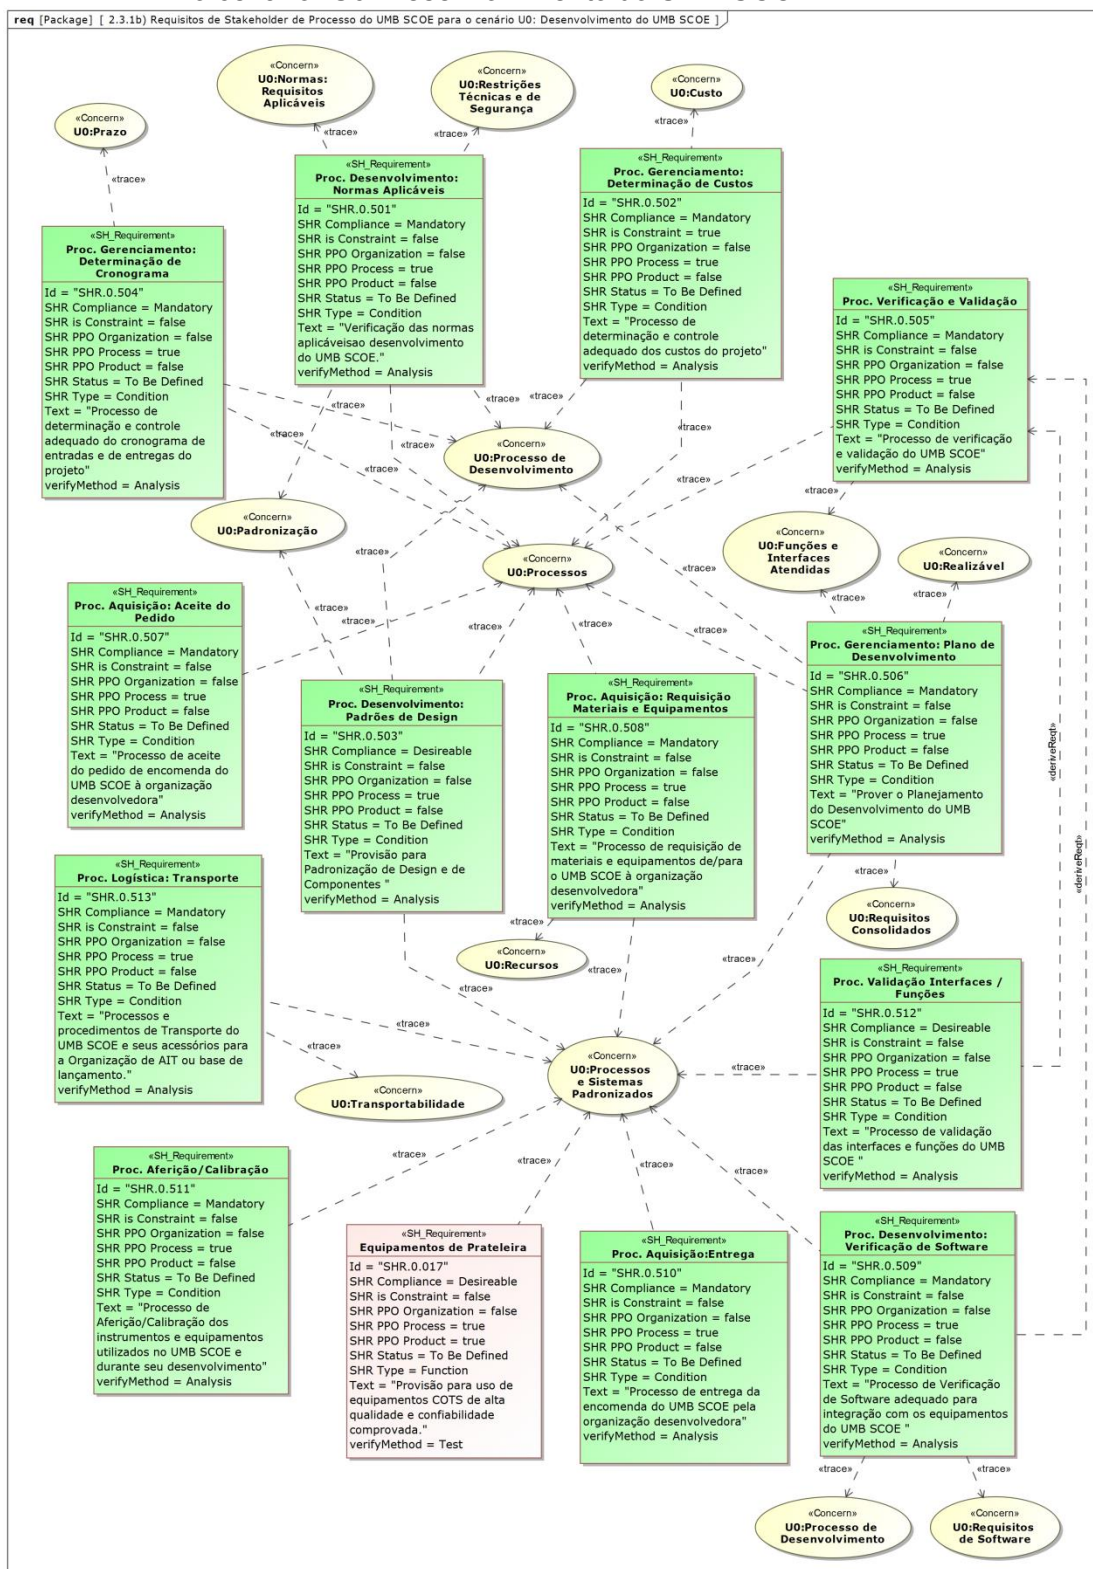 req [Package] [ 2.3.1b) Requisitos de Stakeholder de Processo do UMB SCOE para o cenário U0: Desenvolvimento do UMB SCOE ]
«Concern»
U0:Normas:
Requisitos
Aplicáveis
«Concern»
U0:Restrições
Técnicas e de
Segurança
«Concern»
U0:Custo
«Concern»
U0:Prazo
«trace»
«trace»
«trace»
«trace»
«SH_Requirement»
Proc. Desenvolvimento:
Normas Aplicáveis
Id = "SHR.0.501"
SHR Compliance = Mandatory
SHR is Constraint = false
SHR PPO Organization = false
SHR PPO Process = true
SHR PPO Product = false
SHR Status = To Be Defined
SHR Type = Condition
Text = "Verificação das normas
aplicáveisao desenvolvimento
do UMB SCOE."
verifyMethod = Analysis
«SH_Requirement»
Proc. Gerenciamento:
Determinação de Custos
Id = "SHR.0.502"
SHR Compliance = Mandatory
SHR is Constraint = true
SHR PPO Organization = false
SHR PPO Process = true
SHR PPO Product = false
SHR Status = To Be Defined
SHR Type = Condition
Text = "Processo de
determinação e controle
adequado dos custos do projeto"
verifyMethod = Analysis
«SH_Requirement»
Proc. Gerenciamento:
Determinação de
Cronograma
Id = "SHR.0.504"
SHR Compliance = Mandatory
SHR is Constraint = false
SHR PPO Organization = false
SHR PPO Process = true
SHR PPO Product = false
SHR Status = To Be Defined
SHR Type = Condition
Text = "Processo de
determinação e controle
adequado do cronograma de
entradas e de entregas do
projeto"
verifyMethod = Analysis
«SH_Requirement»
Proc. Verificação e Validação
Id = "SHR.0.505"
SHR Compliance = Mandatory
SHR is Constraint = false
SHR PPO Organization = false
SHR PPO Process = true
SHR PPO Product = false
SHR Status = To Be Defined
SHR Type = Condition
Text = "Processo de verificação
e validação do UMB SCOE"
verifyMethod = Analysis
«trace»
«trace»
«trace»
«trace»
«trace»
«trace»
«trace»
«trace»
«trace»
«Concern»
U0:Processo de
Desenvolvimento
«Concern»
U0:Padronização
«trace»
«trace»
«trace»
«Concern»
U0:Processos
«Concern»
U0:Funções e
Interfaces
Atendidas
«Concern»
U0:Realizável
«trace»
«trace»
«trace»
«trace»
«trace»
«trace»
«trace»
«trace»
«SH_Requirement»
Proc. Aquisição: Aceite do
Pedido
Id = "SHR.0.507"
SHR Compliance = Mandatory
SHR is Constraint = false
SHR PPO Organization = false
SHR PPO Process = true
SHR PPO Product = false
SHR Status = To Be Defined
SHR Type = Condition
Text = "Processo de aceite
do pedido de encomenda do
UMB SCOE à organização
desenvolvedora"
verifyMethod = Analysis
«SH_Requirement»
Proc. Desenvolvimento:
Padrões de Design
Id = "SHR.0.503"
SHR Compliance = Desireable
SHR is Constraint = false
SHR PPO Organization = false
SHR PPO Process = true
SHR PPO Product = false
SHR Status = To Be Defined
SHR Type = Condition
Text = "Provisão para
Padronização de Design e de
Componentes "
verifyMethod = Analysis
«SH_Requirement»
Proc. Aquisição: Requisição
Materiais e Equipamentos
Id = "SHR.0.508"
SHR Compliance = Mandatory
SHR is Constraint = false
SHR PPO Organization = false
SHR PPO Process = true
SHR PPO Product = false
SHR Status = To Be Defined
SHR Type = Condition
Text = "Processo de requisição de
materiais e equipamentos de/para
o UMB SCOE à organização
desenvolvedora"
verifyMethod = Analysis
«SH_Requirement»
Proc. Gerenciamento: Plano de
Desenvolvimento
Id = "SHR.0.506"
SHR Compliance = Mandatory
SHR is Constraint = false
SHR PPO Organization = false
SHR PPO Process = true
SHR PPO Product = false
SHR Status = To Be Defined
SHR Type = Condition
Text = "Prover o Planejamento
do Desenvolvimento do UMB
SCOE"
verifyMethod = Analysis
«deriveReqt»
«deriveReqt»
«trace»
«Concern»
U0:Requisitos
Consolidados
«trace»
«Concern»
U0:Recursos
«trace»
«trace»
«trace»
«SH_Requirement»
Proc. Logística: Transporte
Id = "SHR.0.513"
SHR Compliance = Mandatory
SHR is Constraint = false
SHR PPO Organization = false
SHR PPO Process = true
SHR PPO Product = false
SHR Status = To Be Defined
SHR Type = Condition
Text = "Processos e
procedimentos de Transporte do
UMB SCOE e seus acessórios para
a Organização de AIT ou base de
lançamento."
verifyMethod = Analysis
«trace»
«trace»
«Concern»
U0:Transportabilidade
«Concern»
U0:Processos
e Sistemas
Padronizados
«trace»
«SH_Requirement»
Proc. Validação Interfaces /
Funções
Id = "SHR.0.512"
SHR Compliance = Desireable
SHR is Constraint = false
SHR PPO Organization = false
SHR PPO Process = true
SHR PPO Product = false
SHR Status = To Be Defined
SHR Type = Condition
Text = "Processo de validação
das interfaces e funções do UMB
SCOE "
verifyMethod = Analysis
«trace»
«trace»
«trace»
«trace»
«SH_Requirement»
Proc. Aferição/Calibração
Id = "SHR.0.511"
SHR Compliance = Mandatory
SHR is Constraint = false
SHR PPO Organization = false
SHR PPO Process = true
SHR PPO Product = false
SHR Status = To Be Defined
SHR Type = Condition
Text = "Processo de
Aferição/Calibração dos
instrumentos e equipamentos
utilizados no UMB SCOE e
durante seu desenvolvimento"
verifyMethod = Analysis
«SH_Requirement»
Equipamentos de Prateleira
Id = "SHR.0.017"
SHR Compliance = Desireable
SHR is Constraint = false
SHR PPO Organization = false
SHR PPO Process = true
SHR PPO Product = true
SHR Status = To Be Defined
SHR Type = Function
Text = "Provisão para uso de
equipamentos COTS de alta
qualidade e confiabilidade
comprovada."
verifyMethod = Test
«SH_Requirement»
Proc. Aquisição:Entrega
Id = "SHR.0.510"
SHR Compliance = Mandatory
SHR is Constraint = false
SHR PPO Organization = false
SHR PPO Process = true
SHR PPO Product = false
SHR Status = To Be Defined
SHR Type = Condition
Text = "Processo de entrega da
encomenda do UMB SCOE pela
organização desenvolvedora"
verifyMethod = Analysis
«SH_Requirement»
Proc. Desenvolvimento:
Verificação de Software
Id = "SHR.0.509"
SHR Compliance = Mandatory
SHR is Constraint = false
SHR PPO Organization = false
SHR PPO Process = true
SHR PPO Product = false
SHR Status = To Be Defined
SHR Type = Condition
Text = "Processo de Verificação
de Software adequado para
integração com os equipamentos
do UMB SCOE "
verifyMethod = Analysis
«trace»
«trace»
«Concern»
U0:Processo de
Desenvolvimento
«Concern»
U0:Requisitos
de Software